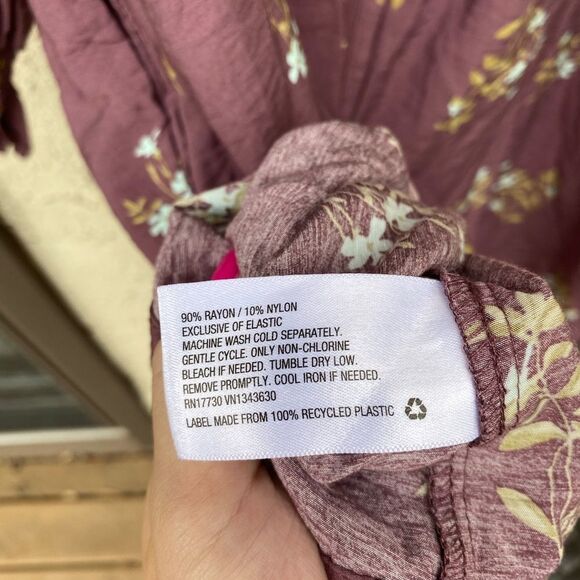 90% RAYON / 10% NYLON
EXCLUSIVE OF ELASTIC
MACHINE WASH COLD SEPARATELY.
GENTLE CYCLE. ONLY NON-CHLORINE
BLEACH IF NEEDED. TUMBLE DRY LOW.
REMOVE PROMPTLY. COOL IRON IF NEEDED.
RN17730 VN1343630
LABEL MADE FROM 100% RECYCLED PLASTIC